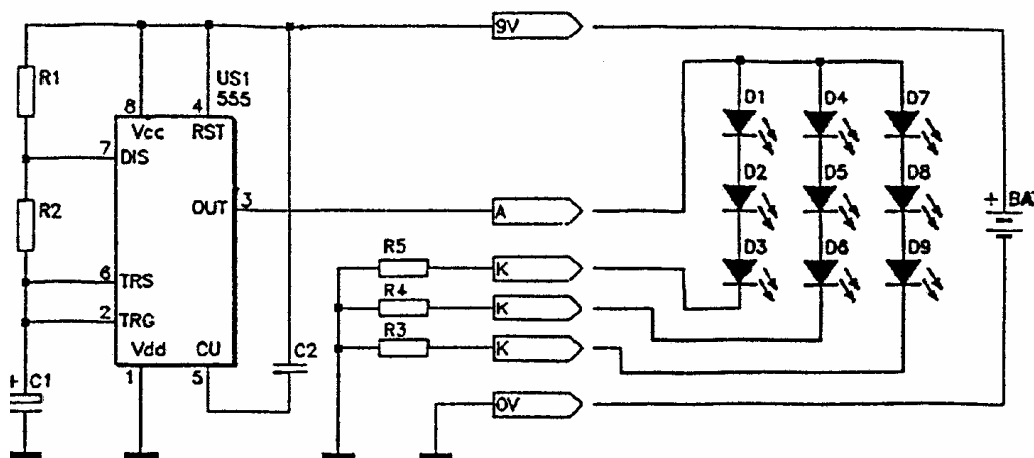 9V
R1
US1
555
8
4
Vcc
RST
7
DIS
R2
OUT
3
A
6
TRS
2
TRG
Vdd
CU
1
5
+ C1
C2
R5
K
R4
K
R3
K
0V
D1
D4
D7
D2
D5
D8
D3
D6
D9
+
BAT